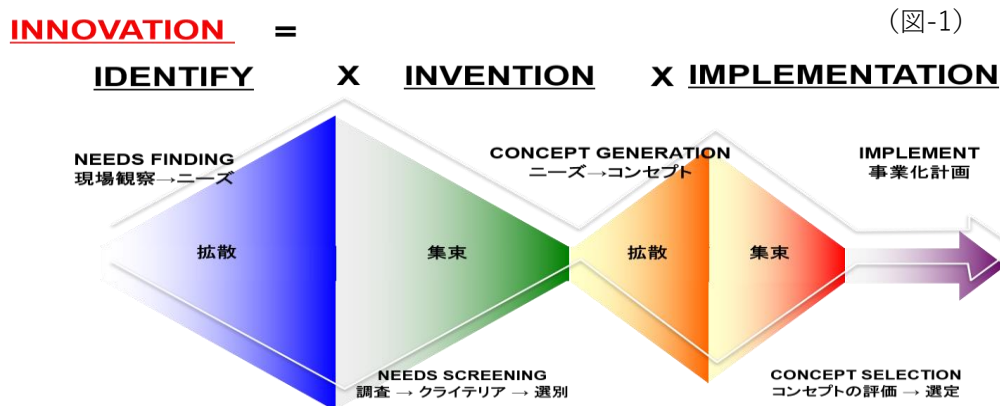 INNOVATION =
(図-1)
IDENTIFY X INVENTION X IMPLEMENTATION
NEEDS FINDING
現場観察→ニーズ
CONCEPT GENERATION
ニーズ→コンセプト
IMPLEMENT
事業化計画
拡散
集束
拡散
集束
NEEDS SCREENING
調査 → クライテリア → 選別
CONCEPT SELECTION
コンセプトの評価 → 選定